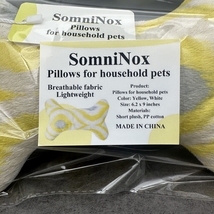 SomniNox
Pillows for household pets
SomniNox
Pillows for household pets
Breathable fabric
Lightweight
Product:
Pillows for household pets
Color: Yellow, White
Size: 6.2 x 9 inches
Materials:
Short plush, PP cotton
MADE IN CHINA